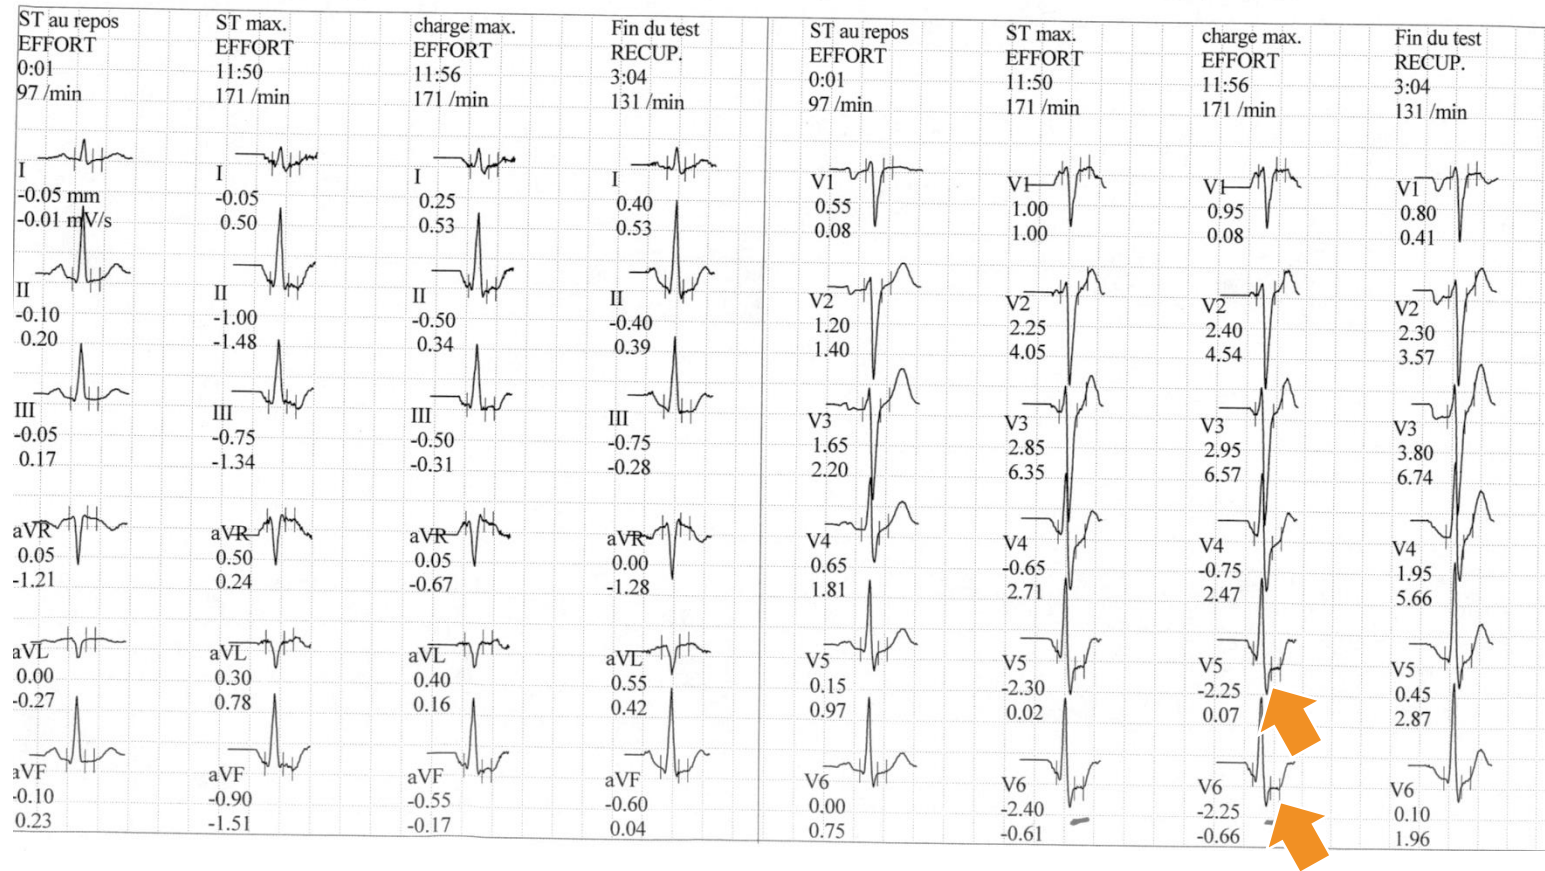 ST au repos
EFFORT
0:01
97 /min
I
-0.05 mm
-0.01 mV/s
II
-0.10
0.20
III
-0.05
0.17
aVR
0.05
-1.21
aVL
0.00
-0.27
aVF
-0.10
0.23
ST max.
EFFORT
11:50
171 /min
I
-0.05
0.50
II
-1.00
-1.48
III
-0.75
-1.34
aVR
0.50
0.24
aVL
0.30
0.78
aVF
-0.90
-1.51
charge max.
EFFORT
11:56
171 /min
I
0.25
0.53
II
-0.50
0.34
III
-0.50
-0.31
aVR
0.05
-0.67
aVL
0.40
0.16
aVF
-0.55
-0.17
Fin du test
RECUP.
3:04
131 /min
I
0.40
0.53
II
-0.40
0.39
III
-0.75
-0.28
aVR
0.00
-1.28
aVL
0.55
0.42
aVF
-0.60
0.04
ST au repos
EFFORT
0:01
97 /min
V1
0.55
0.08
V2
1.20
1.40
V3
1.65
2.20
V4
0.65
1.81
V5
0.15
0.97
V6
0.00
0.75
ST max.
EFFORT
11:50
171 /min
V1
1.00
1.00
V2
2.25
4.05
V3
2.85
6.35
V4
-0.65
2.71
V5
-2.30
0.02
V6
-2.40
-0.61
charge max.
EFFORT
11:56
171 /min
V1
0.95
0.08
V2
2.40
4.54
V3
2.95
6.57
V4
-0.75
2.47
V5
-2.25
0.07
V6
-2.25
-0.66
Fin du test
RECUP.
3:04
131 /min
V1
0.80
0.41
V2
2.30
3.57
V3
3.80
6.74
V4
1.95
5.66
V5
0.45
2.87
V6
0.10
1.96